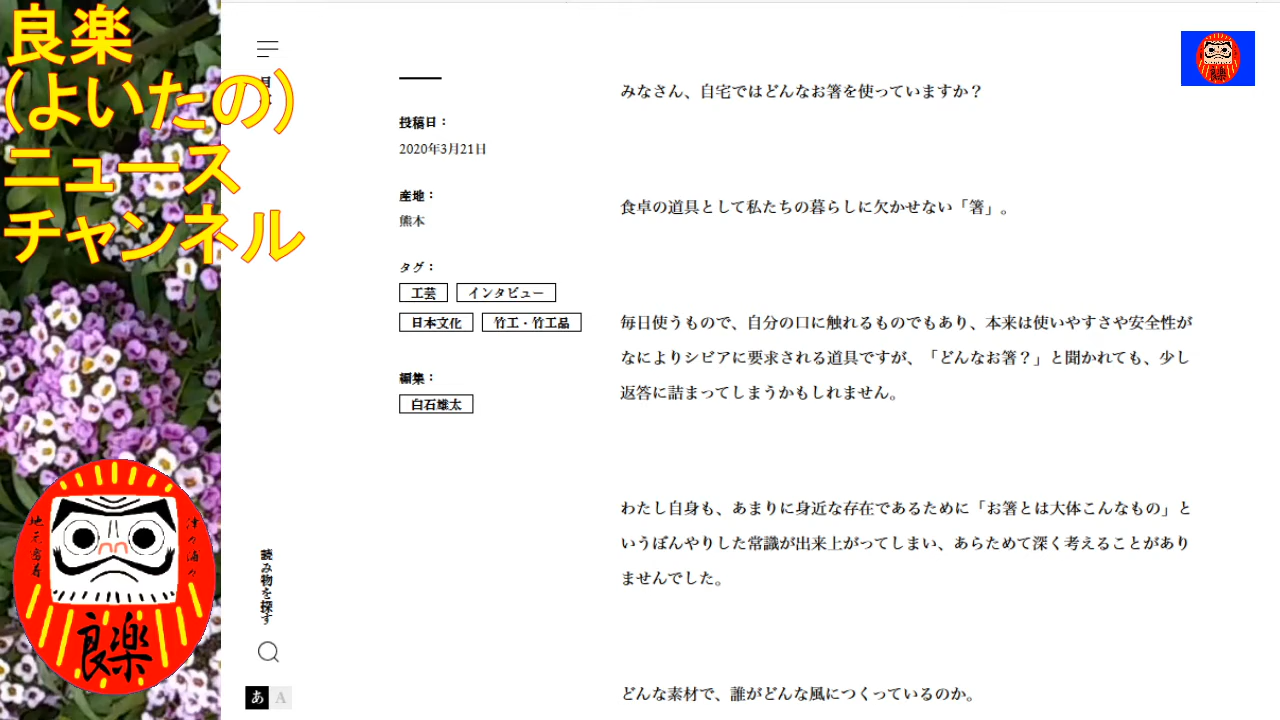 良楽
(よいたの)
ニュース
チャンネル
投稿日：
2020年3月21日
産地：
熊本
タグ：
工芸
インタビュー
日本文化
竹工・竹工品
編集：
白石雄太
みなさん、自宅ではどんなお箸を使っていますか？
食卓の道具として私たちの暮らしに欠かせない「箸」。
毎日使うもので、自分の口に触れるものでもあり、本来は使いやすさや安全性が
なによりシビアに要求される道具ですが、「どんなお箸？」と聞かれても、少し
返答に詰まってしまうかもしれません。
わたし自身も、あまりに身近な存在であるために「お箸とは大体こんなもの」と
いうぼんやりした常識が出来上がってしまい、あらためて深く考えることがあり
ませんでした。
どんな素材で、誰がどんな風につくっているのか。
読み物を探す
あ A
津々浦々
良楽